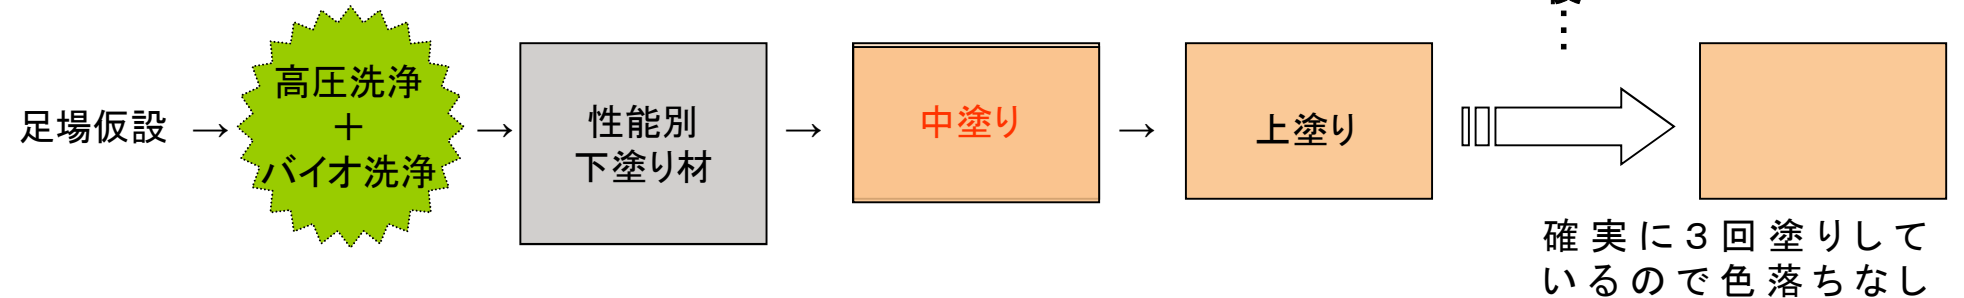 足場仮設 →
高圧洗浄
＋
バイオ洗浄
→
性能別
下塗り材
→
中塗り
→
上塗り
確実に３回塗りして
いるので色落ちなし